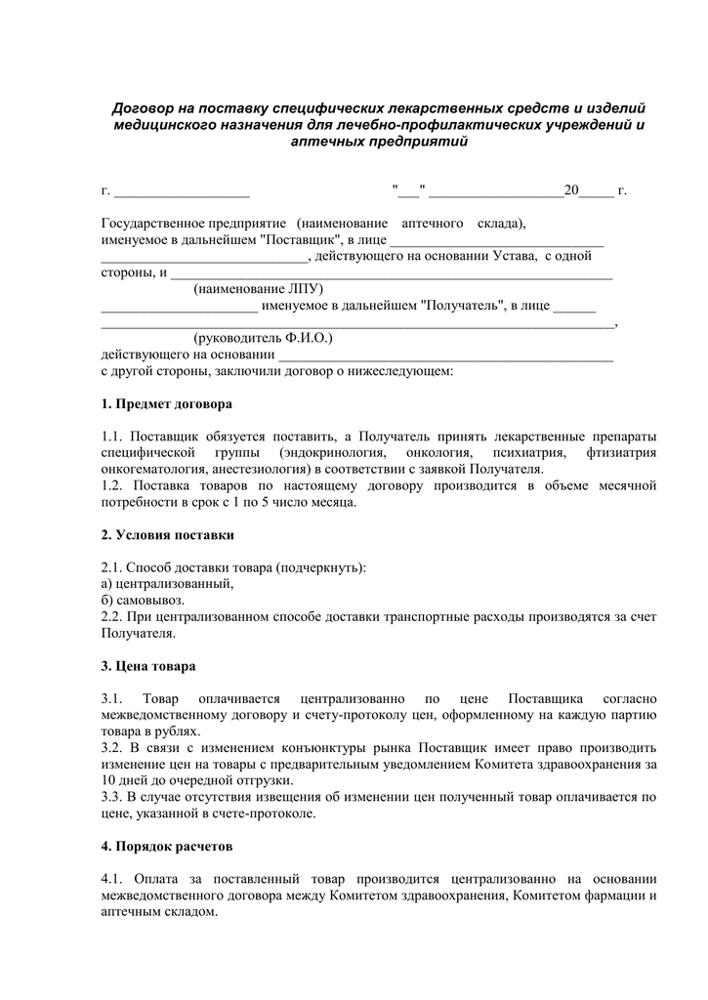 Договор на поставку специфических лекарственных средств и изделий
медицинского назначения для лечебно-профилактических учреждений и
аптечных предприятий
г. ___________________ "___" ___________________20_____ г.
Государственное предприятие (наименование аптечного склада),
именуемое в дальнейшем "Поставщик", в лице ______________________________
_____________________________, действующего на основании Устава, с одной
стороны, и ______________________________________________________________
(наименование ЛПУ)
______________________ именуемое в дальнейшем "Получатель", в лице ______
________________________________________________________________________,
(руководитель Ф.И.О.)
действующего на основании _______________________________________________
с другой стороны, заключили договор о нижеследующем:
1. Предмет договора
1.1. Поставщик обязуется поставить, а Получатель принять лекарственные препараты
специфической группы (эндокринология, онкология, психиатрия, фтизиатрия
онкогематология, анестезиология) в соответствии с заявкой Получателя.
1.2. Поставка товаров по настоящему договору производится в объеме месячной
потребности в срок с 1 по 5 число месяца.
2. Условия поставки
2.1. Способ доставки товара (подчеркнуть):
а) централизованный,
б) самовывоз.
2.2. При централизованном способе доставки транспортные расходы производятся за счет
Получателя.
3. Цена товара
3.1. Товар оплачивается централизованно по цене Поставщика согласно
межведомственному договору и счету-протоколу цен, оформленному на каждую партию
товара в рублях.
3.2. В связи с изменением конъюнктуры рынка Поставщик имеет право производить
изменение цен на товары с предварительным уведомлением Комитета здравоохранения за
10 дней до очередной отгрузки.
3.3. В случае отсутствия извещения об изменении цен полученный товар оплачивается по
цене, указанной в счете-протоколе.
4. Порядок расчетов
4.1. Оплата за поставленный товар производится централизованно на основании
межведомственного договора между Комитетом здравоохранения, Комитетом фармации и
аптечным складом.